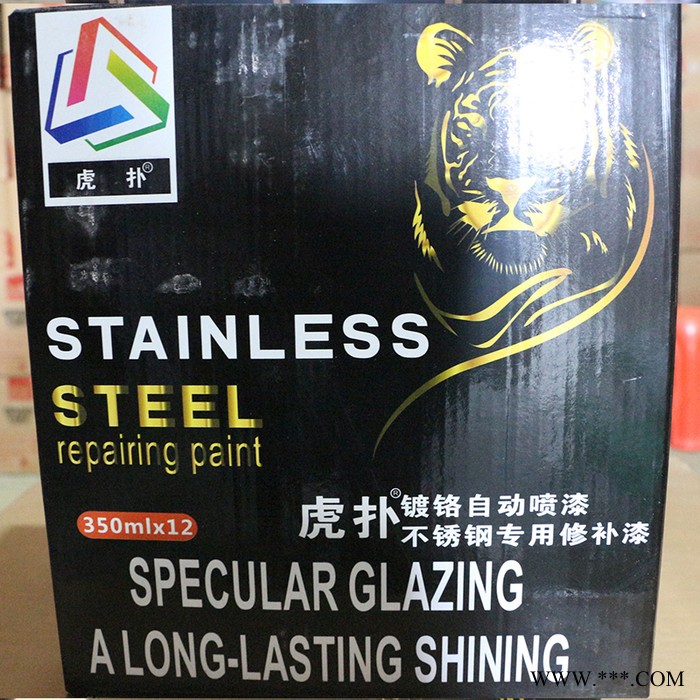 虎扑®
STAINLESS
STEEL
repairing paint
350mlx12
虎扑®
镀铬自动喷漆
不锈钢专用修补漆
SPECULAR GLAZING
A LONG-LASTING SHINING
WWW.***.COM